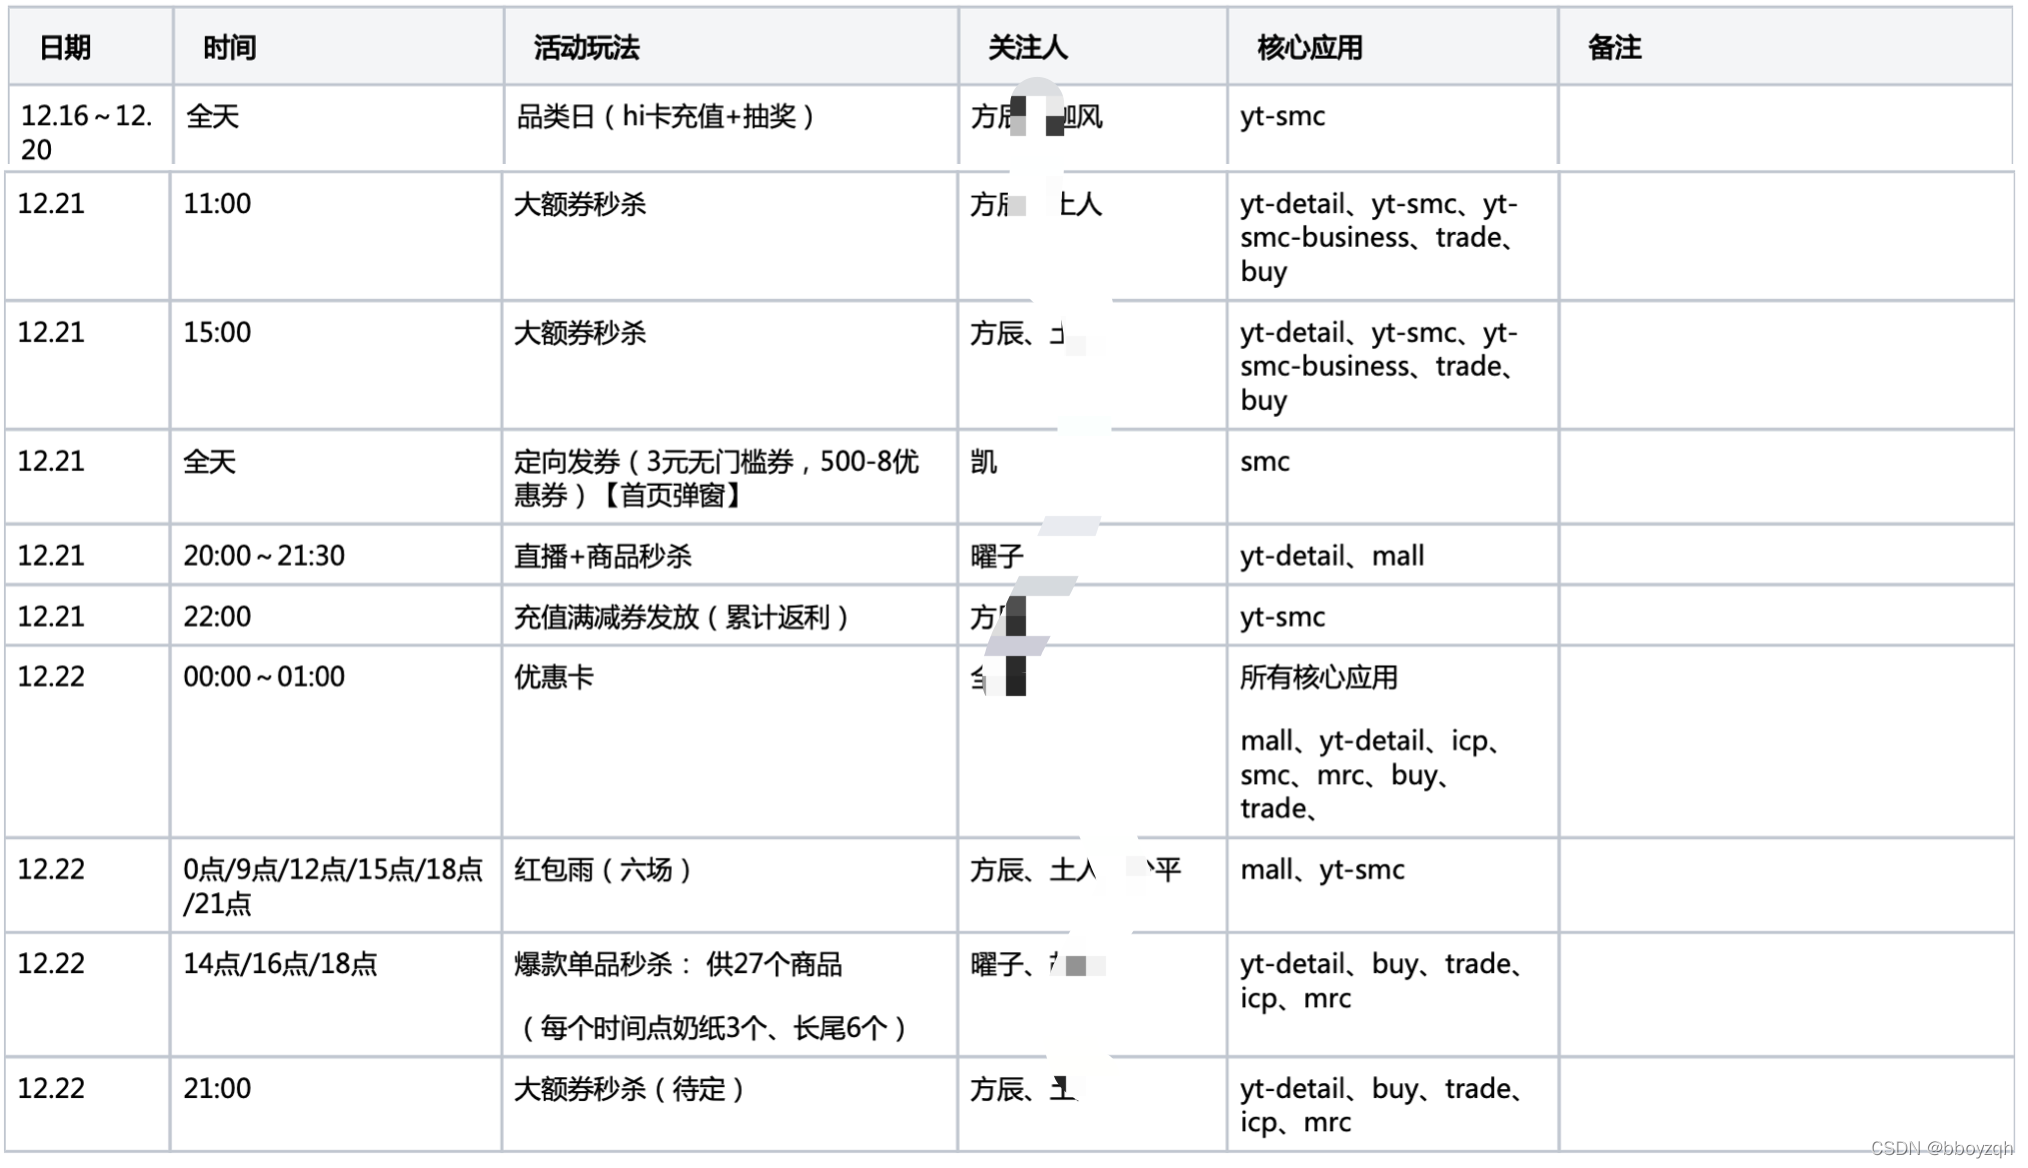 日期 时间 活动玩法 关注人 核心应用 备注
12.16～12. 全天 品类日（hi卡充值+抽奖） 方 风 yt-smc
20
12.21 11:00 大额券秒杀 方 人 yt-detail、yt-smc、yt-
smc-business、trade、
buy
12.21 15:00 大额券秒杀 方辰、 yt-detail、yt-smc、yt-
smc-business、trade、
buy
12.21 全天 定向发券（3元无门槛券，500-8优 凯 smc
惠券）【首页弹窗】
12.21 20:00～21:30 直播+商品秒杀 曜子 yt-detail、mall
12.21 22:00 充值满减券发放（累计返利） 方 yt-smc
12.22 00:00～01:00 优惠卡 所有核心应用
mall、yt-detail、icp、
smc、mrc、buy、
trade、
12.22 0点/9点/12点/15点/18点 红包雨（六场） 方辰、土人 平 mall、yt-smc
/21点
12.22 14点/16点/18点 爆款单品秒杀： 供27个商品 曜子、 yt-detail、buy、trade、
icp、mrc
（每个时间点奶纸3个、长尾6个）
12.22 21:00 大额券秒杀（待定） 方辰、 yt-detail、buy、trade、
icp、mrc
CSDN @bboyzqh